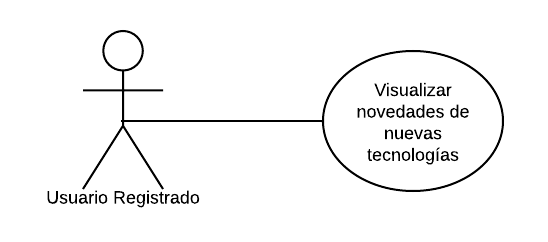 Visualizar
novedades de
nuevas
tecnologías
Usuario Registrado